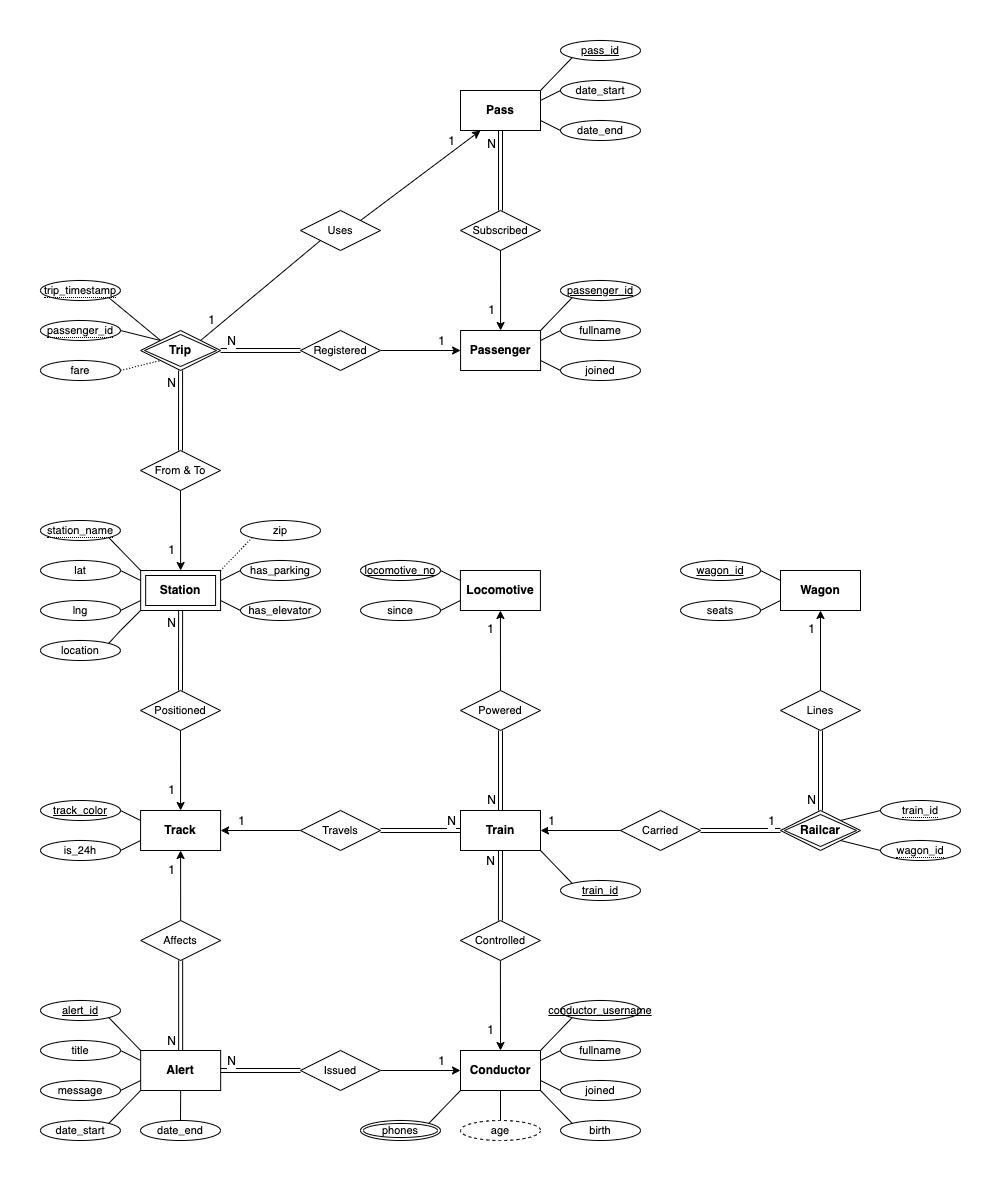 pass_id
Pass
date_start
date_end
1
N
Uses
Subscribed
trip_timestamp
passenger_id
fare
Trip
1
N
N
Registered
1
1
Passenger
passenger_id
fullname
joined
From & To
1
station_name
lat
lng
location
Station
zip
has_parking
has_elevator
N
locomotive_no
since
Locomotive
1
wagon_id
seats
Wagon
1
Positioned
Powered
Lines
1
N
N
track_color
is_24h
Track
1
Travels
N
Train
1
Carried
1
Railcar
train_id
wagon_id
1
N
train_id
Affects
Controlled
N
1
alert_id
title
message
date_start
date_end
Alert
N
Issued
1
Conductor
conductor_username
fullname
joined
birth
phones
age